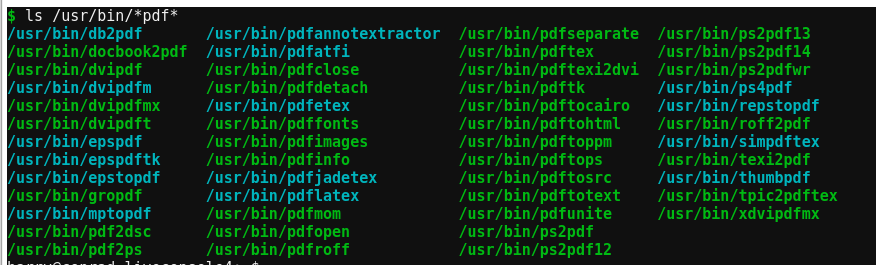 $ ls /usr/bin/*pdf*
/usr/bin/db2pdf /usr/bin/pdfannotextractor /usr/bin/pdfseparate /usr/bin/ps2pdf13
/usr/bin/docbook2pdf /usr/bin/pdfatfi /usr/bin/pdftex /usr/bin/ps2pdf14
/usr/bin/dvipdf /usr/bin/pdfclose /usr/bin/pdftexi2dvi /usr/bin/ps2pdfwr
/usr/bin/dvipdfm /usr/bin/pdfdetach /usr/bin/pdftk /usr/bin/ps4pdf
/usr/bin/dvipdfmx /usr/bin/pdfetex /usr/bin/pdftocairo /usr/bin/repstopdf
/usr/bin/dvipdft /usr/bin/pdffonts /usr/bin/pdftohtml /usr/bin/roff2pdf
/usr/bin/epspdf /usr/bin/pdfimages /usr/bin/pdftoppm /usr/bin/simpdftex
/usr/bin/epspdftk /usr/bin/pdfinfo /usr/bin/pdftops /usr/bin/texi2pdf
/usr/bin/epstopdf /usr/bin/pdfjadetex /usr/bin/pdftosrc /usr/bin/thumbpdf
/usr/bin/gropdf /usr/bin/pdflatex /usr/bin/pdftotext /usr/bin/tpic2pdftex
/usr/bin/mptopdf /usr/bin/pdfmom /usr/bin/pdfunite /usr/bin/xdvipdfmx
/usr/bin/pdf2dsc /usr/bin/pdfopen /usr/bin/ps2pdf
/usr/bin/pdf2ps /usr/bin/pdfroff /usr/bin/ps2pdf12